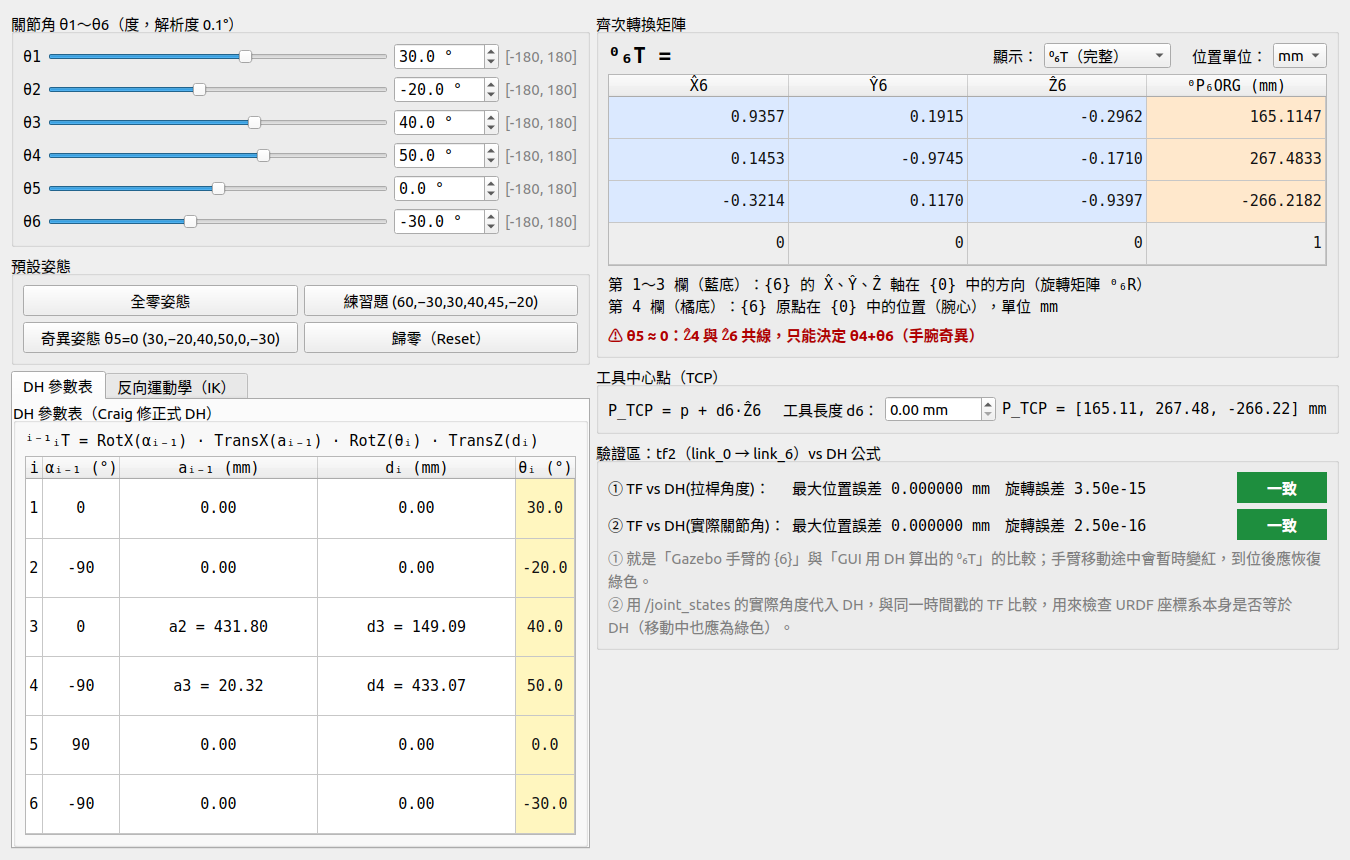 關節角 θ1～θ6（度，解析度 0.1°）
θ1 30.0 ° [-180, 180]
θ2 -20.0 ° [-180, 180]
θ3 40.0 ° [-180, 180]
θ4 50.0 ° [-180, 180]
θ5 0.0 ° [-180, 180]
θ6 -30.0 ° [-180, 180]
預設姿態
全零姿態 練習題 (60,−30,30,40,45,−20)
奇異姿態 θ5=0 (30,−20,40,50,0,−30) 歸零（Reset）
DH 參數表 反向運動學（IK）
DH 參數表（Craig 修正式 DH）
ⁱ⁻¹ᵢT = RotX(αᵢ₋₁) · TransX(aᵢ₋₁) · RotZ(θᵢ) · TransZ(dᵢ)
i αᵢ₋₁ (°) aᵢ₋₁ (mm) dᵢ (mm) θᵢ (°)
1 0 0.00 0.00 30.0
2 -90 0.00 0.00 -20.0
3 0 a2 = 431.80 d3 = 149.09 40.0
4 -90 a3 = 20.32 d4 = 433.07 50.0
5 90 0.00 0.00 0.0
6 -90 0.00 0.00 -30.0
齊次轉換矩陣
⁰₆T = 顯示： ⁰₆T（完整） 位置單位： mm
X̂6 Ŷ6 Ẑ6 ⁰P₆ORG (mm)
0.9357 0.1915 -0.2962 165.1147
0.1453 -0.9745 -0.1710 267.4833
-0.3214 0.1170 -0.9397 -266.2182
0 0 0 1
第 1～3 欄（藍底）：{6} 的 X̂、Ŷ、Ẑ 軸在 {0} 中的方向（旋轉矩陣 ⁰₆R）
第 4 欄（橘底）：{6} 原點在 {0} 中的位置（腕心），單位 mm
⚠ θ5 ≈ 0：Ẑ4 與 Ẑ6 共線，只能決定 θ4+θ6（手腕奇異）
工具中心點（TCP）
P_TCP = p + d6·Ẑ6 工具長度 d6： 0.00 mm P_TCP = [165.11, 267.48, -266.22] mm
驗證區：tf2（link_0 → link_6）vs DH 公式
① TF vs DH(拉桿角度)： 最大位置誤差 0.000000 mm 旋轉誤差 3.50e-15 一致
② TF vs DH(實際關節角)： 最大位置誤差 0.000000 mm 旋轉誤差 2.50e-16 一致
① 就是「Gazebo 手臂的 {6}」與「GUI 用 DH 算出的 ⁰₆T」的比較；手臂移動途中會暫時變紅，到位後應恢復
綠色。
② 用 /joint_states 的實際角度代入 DH，與同一時間戳的 TF 比較，用來檢查 URDF 座標系本身是否等於
DH（移動中也應為綠色）。